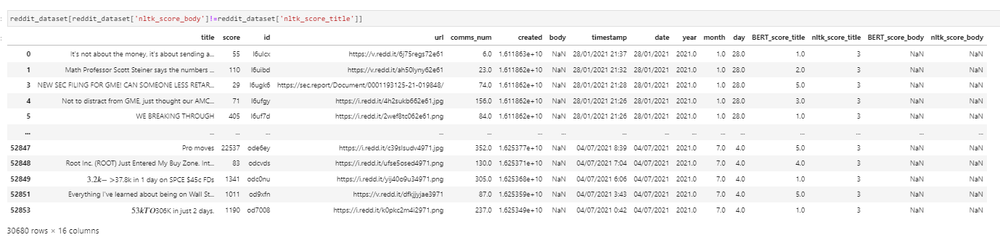 reddit_dataset[reddit_dataset['nltk_score_body']!=reddit_dataset['nltk_score_title']]
title score id url comms_num created body timestamp date year month day BERT_score_title nltk_score_title BERT_score_body nltk_score_body
0 It's not about the money, it's about sending a... 55 l6ulcx https://v.redd.it/6j75regs72e61 6.0 1.611863e+10 NaN 28/01/2021 21:37 28/01/2021 2021.0 1.0 28.0 1.0 3 NaN NaN
1 Math Professor Scott Steiner says the numbers ... 110 l6uibd https://v.redd.it/ah50lyny62e61 23.0 1.611862e+10 NaN 28/01/2021 21:32 28/01/2021 2021.0 1.0 28.0 2.0 3 NaN NaN
3 NEW SEC FILING FOR GME! CAN SOMEONE LESS RETAR... 29 l6ugk6 https://sec.report/Document/0001193125-21-019848/ 74.0 1.611862e+10 NaN 28/01/2021 21:28 28/01/2021 2021.0 1.0 28.0 5.0 3 NaN NaN
4 Not to distract from GME, just thought our AMC... 71 l6ufgy https://i.redd.it/4h2sukb662e61.jpg 156.0 1.611862e+10 NaN 28/01/2021 21:26 28/01/2021 2021.0 1.0 28.0 3.0 3 NaN NaN
5 WE BREAKING THROUGH 405 l6uf7d https://i.redd.it/2wef8tc062e61.png 84.0 1.611862e+10 NaN 28/01/2021 21:26 28/01/2021 2021.0 1.0 28.0 1.0 3 NaN NaN
... ... ... ... ... ... ... ... ... ... ... ... ... ... ... ... ...
52847 Pro moves 22537 ode6ey https://i.redd.it/c39slsudv4971.jpg 352.0 1.625377e+10 NaN 04/07/2021 8:39 04/07/2021 2021.0 7.0 4.0 5.0 3 NaN NaN
52848 Root Inc. (ROOT) Just Entered My Buy Zone. Int... 83 odcvds https://i.redd.it/ufse5osed4971.png 130.0 1.625371e+10 NaN 04/07/2021 7:04 04/07/2021 2021.0 7.0 4.0 4.0 3 NaN NaN
52849 3.2k− >37.8k in 1 day on SPCE $45c FDs 1341 odc0nu https://i.redd.it/yij40o9u34971.png 305.0 1.625368e+10 NaN 04/07/2021 6:06 04/07/2021 2021.0 7.0 4.0 1.0 3 NaN NaN
52851 Everything I've learned about being on Wall St... 1011 od9xfn https://v.redd.it/dfkjjyjae3971 87.0 1.625359e+10 NaN 04/07/2021 3:43 04/07/2021 2021.0 7.0 4.0 5.0 3 NaN NaN
52853 53kTO306K in just 2 days. 1190 od7008 https://i.redd.it/k0pkc2m4i2971.png 237.0 1.625349e+10 NaN 04/07/2021 0:42 04/07/2021 2021.0 7.0 4.0 1.0 3 NaN NaN
30680 rows × 16 columns